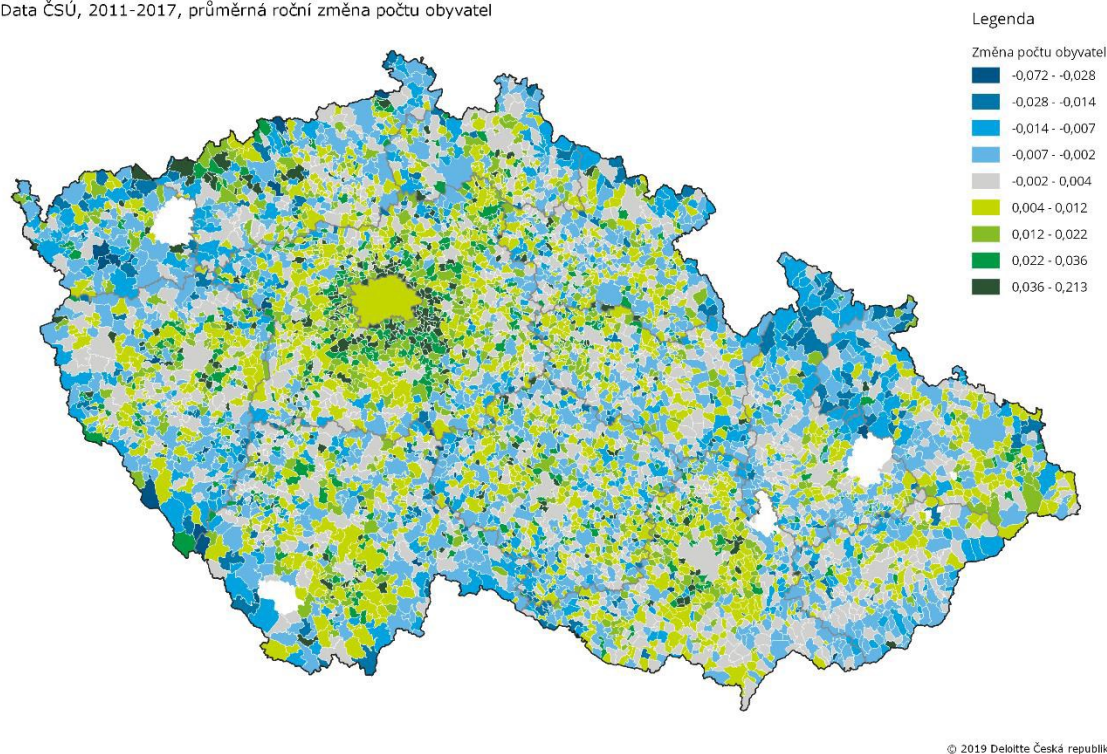 Data ČSÚ, 2011-2017, průměrná roční změna počtu obyvatel
Legenda
Změna počtu obyvatel
-0,072 - -0,028
-0,028 - -0,014
-0,014 - -0,007
-0,007 - -0,002
-0,002 - 0,004
0,004 - 0,012
0,012 - 0,022
0,022 - 0,036
0,036 - 0,213
© 2019 Deloitte Česká republik